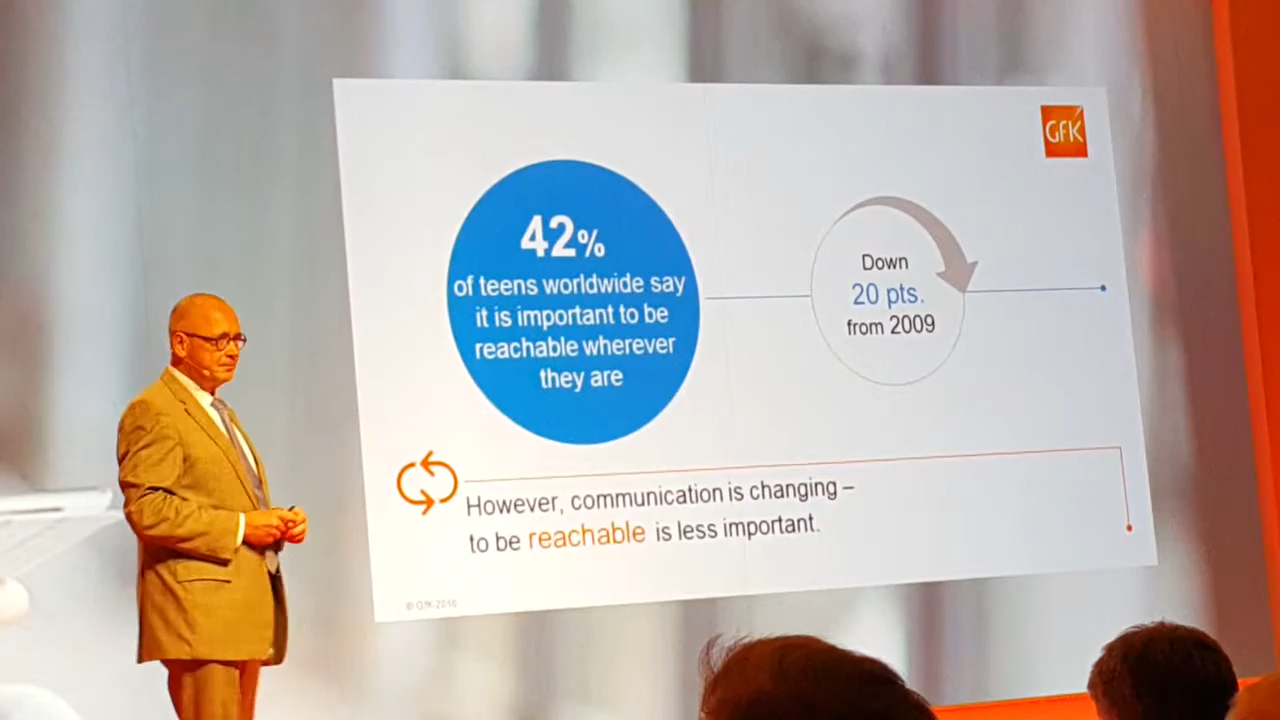 GfK
42%
of teens worldwide say
it is important to be
reachable wherever
they are
Down
20 pts.
from 2009
However, communication is changing –
to be reachable is less important.
© GfK 2016